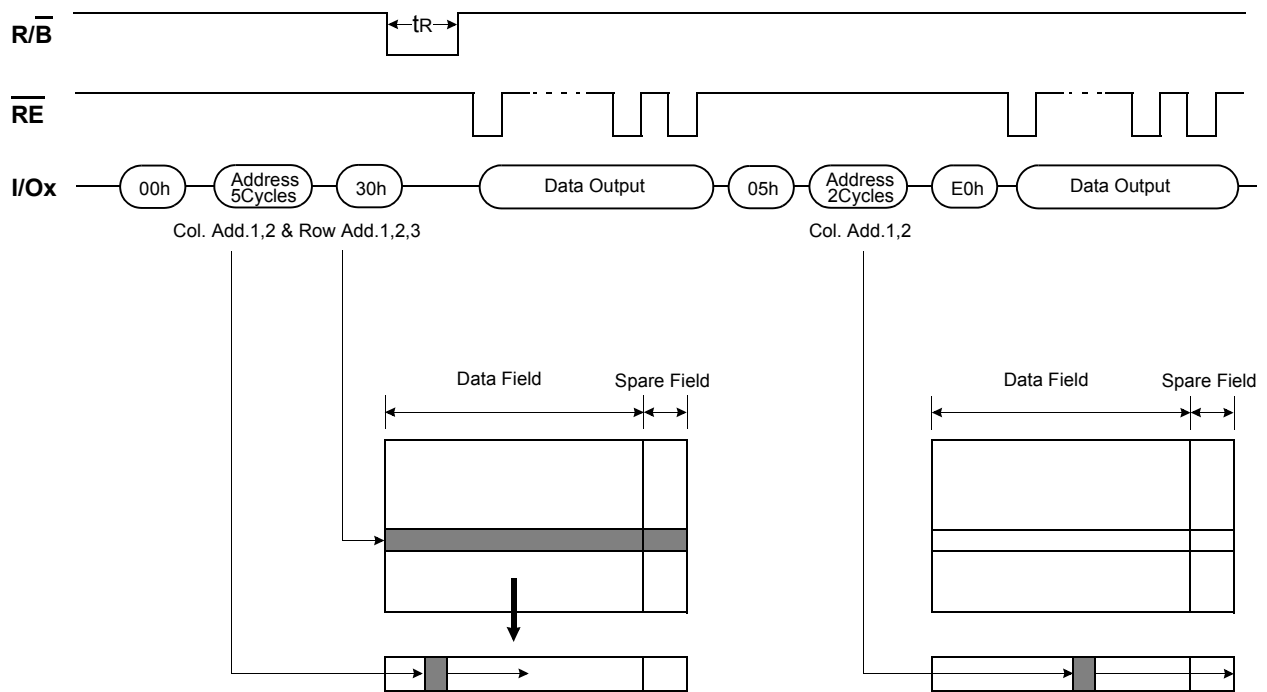 R/B̅
tR
R̅E̅
I/Ox
00h
Address
5Cycles
30h
Data Output
05h
Address
2Cycles
E0h
Data Output
Col. Add.1,2 & Row Add.1,2,3
Col. Add.1,2
Data Field
Spare Field
Data Field
Spare Field